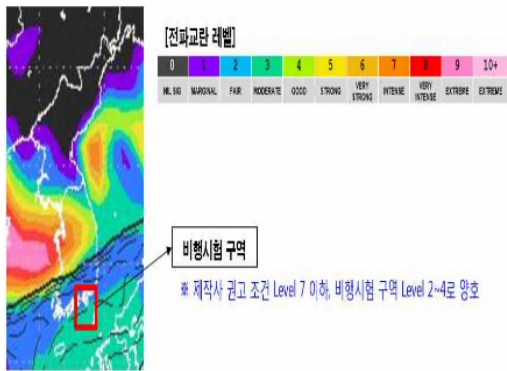 [전파교란 레벨]
0 1 2 3 4 5 6 7 8 9 10+
NIL SIG MARGINAL FAIR MODERATE GOOD STRONG VERY STRONG INTENSE VERY INTENSE EXTREME EXTREME
비행시험 구역
※ 제작사 권고 조건 Level 7 이하, 비행시험 구역 Level 2~4로 양호